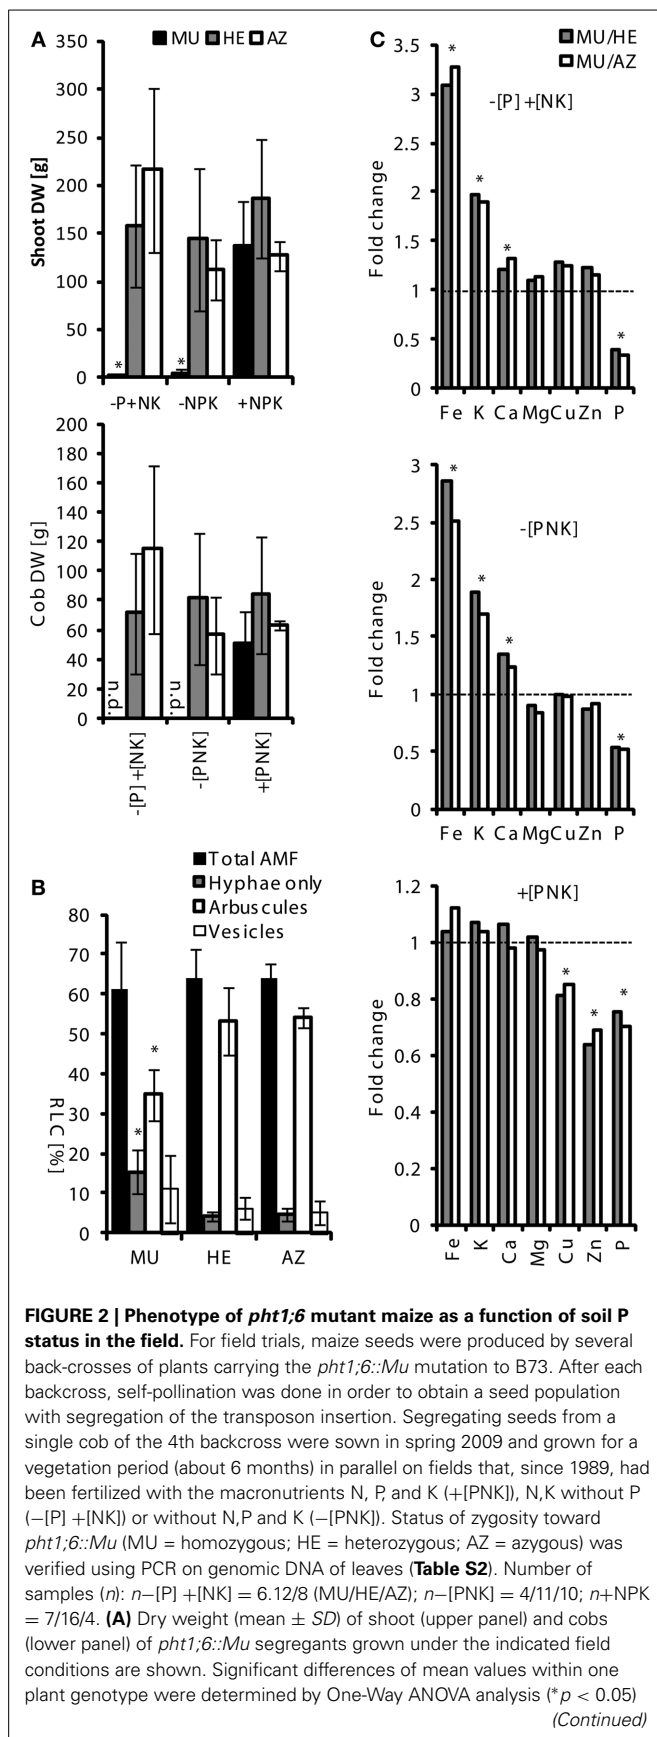 A
MU HE AZ
350
300
250
200
150
100
50
0
Shoot DW [g]
*
*
-P+NK -NPK +NPK
200
180
160
140
120
100
80
60
40
20
0
Cob DW [g]
n.d.
n.d.
-[P] +[NK]
-[PNK]
+[PNK]
B
Total AMF
Hyphae only
Arbuscules
Vesicles
80
70
60
50
40
30
20
10
0
RLC [%]
*
*
MU HE AZ
C
MU/HE
MU/AZ
-[P] +[NK]
3.5
3
2.5
2
1.5
1
0.5
0
Fold change
*
*
*
*
Fe K Ca Mg Cu Zn P
3
2.5
2
1.5
1
0.5
0
Fold change
-[PNK]
*
*
*
*
Fe K Ca Mg Cu Zn P
1.2
1
0.8
0.6
0.4
0.2
0
Fold change
+[PNK]
*
*
*
Fe
K
Ca
Mg
Cu
Zn
P
FIGURE 2 | Phenotype of pht1;6 mutant maize as a function of soil P
status in the field. For field trials, maize seeds were produced by several
back-crosses of plants carrying the pht1;6::Mu mutation to B73. After each
backcross, self-pollination was done in order to obtain a seed population
with segregation of the transposon insertion. Segregating seeds from a
single cob of the 4th backcross were sown in spring 2009 and grown for a
vegetation period (about 6 months) in parallel on fields that, since 1989, had
been fertilized with the macronutrients N, P, and K (+[PNK]), N,K without P
(−[P] +[NK]) or without N,P and K (−[PNK]). Status of zygosity toward
pht1;6::Mu (MU = homozygous; HE = heterozygous; AZ = azygous) was
verified using PCR on genomic DNA of leaves (Table S2). Number of
samples (n): n−[P] +[NK] = 6.12/8 (MU/HE/AZ); n−[PNK] = 4/11/10; n+NPK
= 7/16/4. (A) Dry weight (mean ± SD) of shoot (upper panel) and cobs
(lower panel) of pht1;6::Mu segregants grown under the indicated field
conditions are shown. Significant differences of mean values within one
plant genotype were determined by One-Way ANOVA analysis (*p < 0.05)
(Continued)